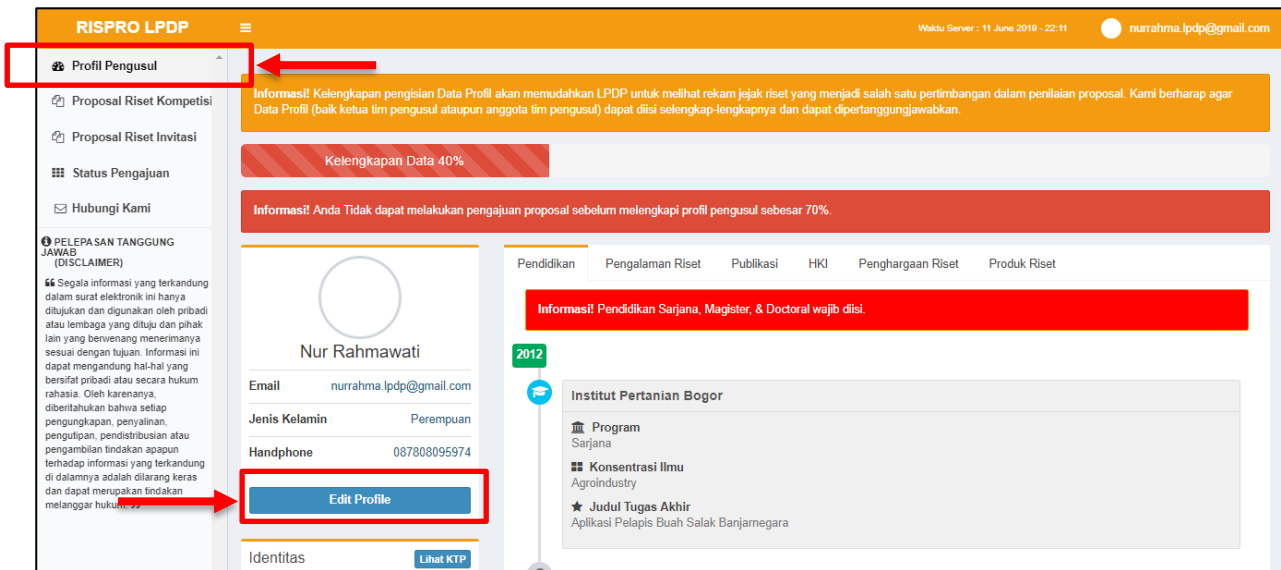 RISPRO LPDP
Waktu Server : 11 June 2019 - 22:11
nurrahma.lpdp@gmail.com
Profil Pengusul
Proposal Riset Kompetisi
Proposal Riset Invitasi
Status Pengajuan
Hubungi Kami
PELEPASAN TANGGUNG
JAWAB
(DISCLAIMER)
Segala informasi yang terkandung
dalam surat elektronik ini hanya
ditujukan dan digunakan oleh pribadi
atau lembaga yang dituju dan pihak
lain yang berwenang menerimanya
sesuai dengan tujuan. Informasi ini
dapat mengandung hal-hal yang
bersifat pribadi atau secara hukum
rahasia. Oleh karenanya,
diberitahukan bahwa setiap
pengungkapan, penyalinan,
pengutipan, pendistribusian atau
pengambilan tindakan apapun
terhadap informasi yang terkandung
di dalamnya adalah dilarang keras
dan dapat merupakan tindakan
melanggar hukum.
Informasi! Kelengkapan pengisian Data Profil akan memudahkan LPDP untuk melihat rekam jejak riset yang menjadi salah satu pertimbangan dalam penilaian proposal. Kami berharap agar
Data Profil (baik ketua tim pengusul ataupun anggota tim pengusul) dapat diisi selengkap-lengkapnya dan dapat dipertanggungjawabkan.
Kelengkapan Data 40%
Informasi! Anda Tidak dapat melakukan pengajuan proposal sebelum melengkapi profil pengusul sebesar 70%.
Nur Rahmawati
Email nurrahma.lpdp@gmail.com
Jenis Kelamin Perempuan
Handphone 087808095974
Edit Profile
Identitas Lihat KTP
Pendidikan Pengalaman Riset Publikasi HKI Penghargaan Riset Produk Riset
Informasi! Pendidikan Sarjana, Magister, & Doctoral wajib diisi.
2012
Institut Pertanian Bogor
Program
Sarjana
Konsentrasi Ilmu
Agroindustry
Judul Tugas Akhir
Aplikasi Pelapis Buah Salak Banjarnegara